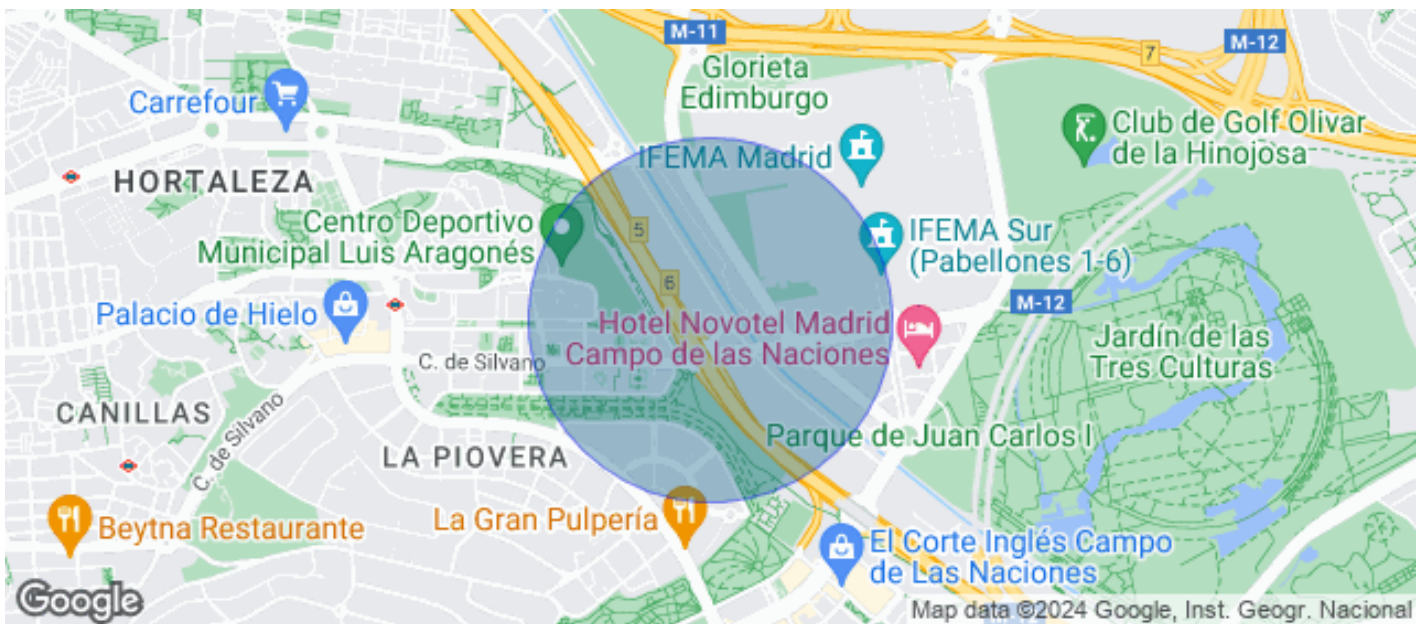 M-11
7
M-12
Glorieta
Edimburgo
Carrefour
Club de Golf Olivar
de la Hinojosa
IFEMA Madrid
HORTALEZA
Centro Deportivo
Municipal Luis Aragonés
5
IFEMA Sur
(Pabellones 1-6)
6
M-12
Palacio de Hielo
Hotel Novotel Madrid
Campo de las Naciones
Jardín de las
Tres Culturas
C. de Silvano
CANILLAS
C. de Silvano
LA PIOVERA
Parque de Juan Carlos I
Beytna Restaurante
La Gran Pulpería
El Corte Inglés Campo
de Las Naciones
Google
Map data ©2024 Google, Inst. Geogr. Nacional